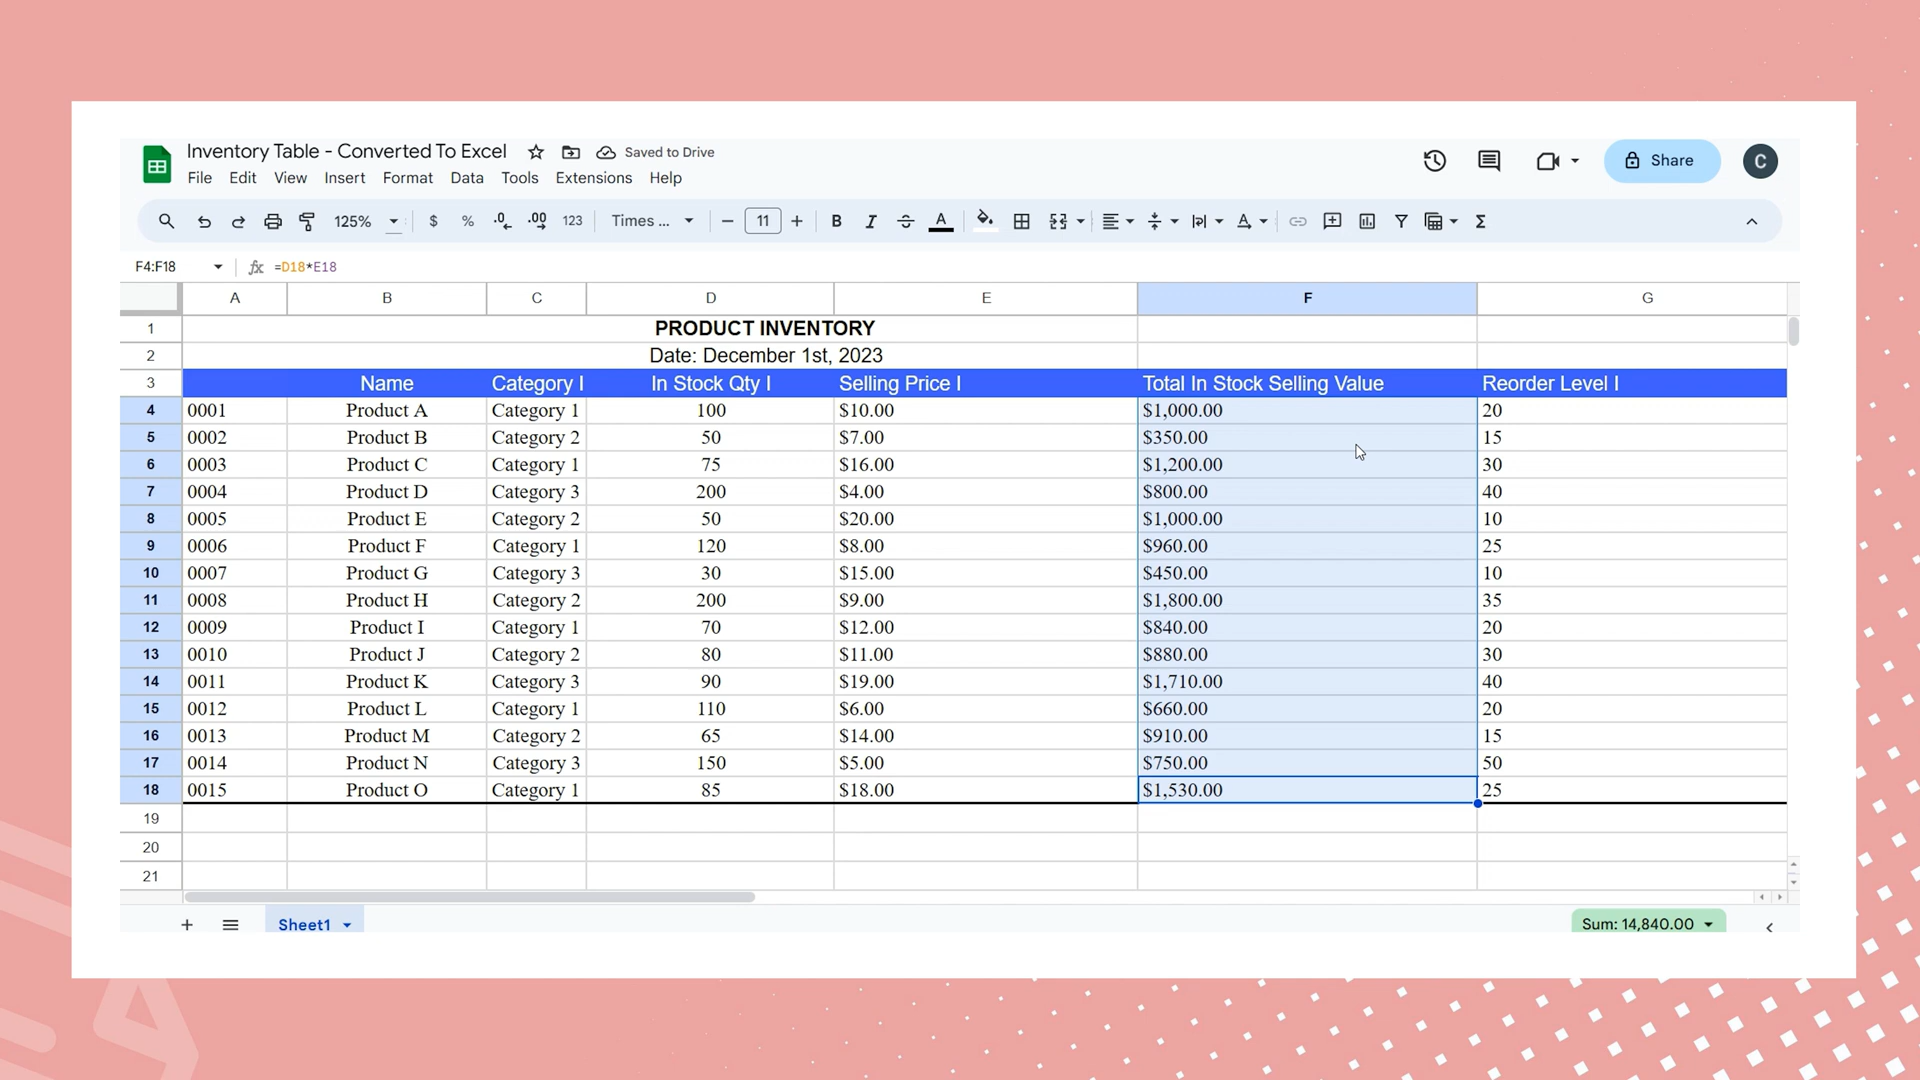 Inventory Table - Converted To Excel Saved to Drive
File Edit View Insert Format Data Tools Extensions Help
Share C
125% $ % .0 .00 123 Times ... 11 B I A
F4:F18 fx =D18*E18
A B C D E F G
1 PRODUCT INVENTORY
2 Date: December 1st, 2023
3 Name Category I In Stock Qty I Selling Price I Total In Stock Selling Value Reorder Level I
4 0001 Product A Category 1 100 $10.00 $1,000.00 20
5 0002 Product B Category 2 50 $7.00 $350.00 15
6 0003 Product C Category 1 75 $16.00 $1,200.00 30
7 0004 Product D Category 3 200 $4.00 $800.00 40
8 0005 Product E Category 2 50 $20.00 $1,000.00 10
9 0006 Product F Category 1 120 $8.00 $960.00 25
10 0007 Product G Category 3 30 $15.00 $450.00 10
11 0008 Product H Category 2 200 $9.00 $1,800.00 35
12 0009 Product I Category 1 70 $12.00 $840.00 20
13 0010 Product J Category 2 80 $11.00 $880.00 30
14 0011 Product K Category 3 90 $19.00 $1,710.00 40
15 0012 Product L Category 1 110 $6.00 $660.00 20
16 0013 Product M Category 2 65 $14.00 $910.00 15
17 0014 Product N Category 3 150 $5.00 $750.00 50
18 0015 Product O Category 1 85 $18.00 $1,530.00 25
19
20
21
Sheet1 Sum: 14,840.00